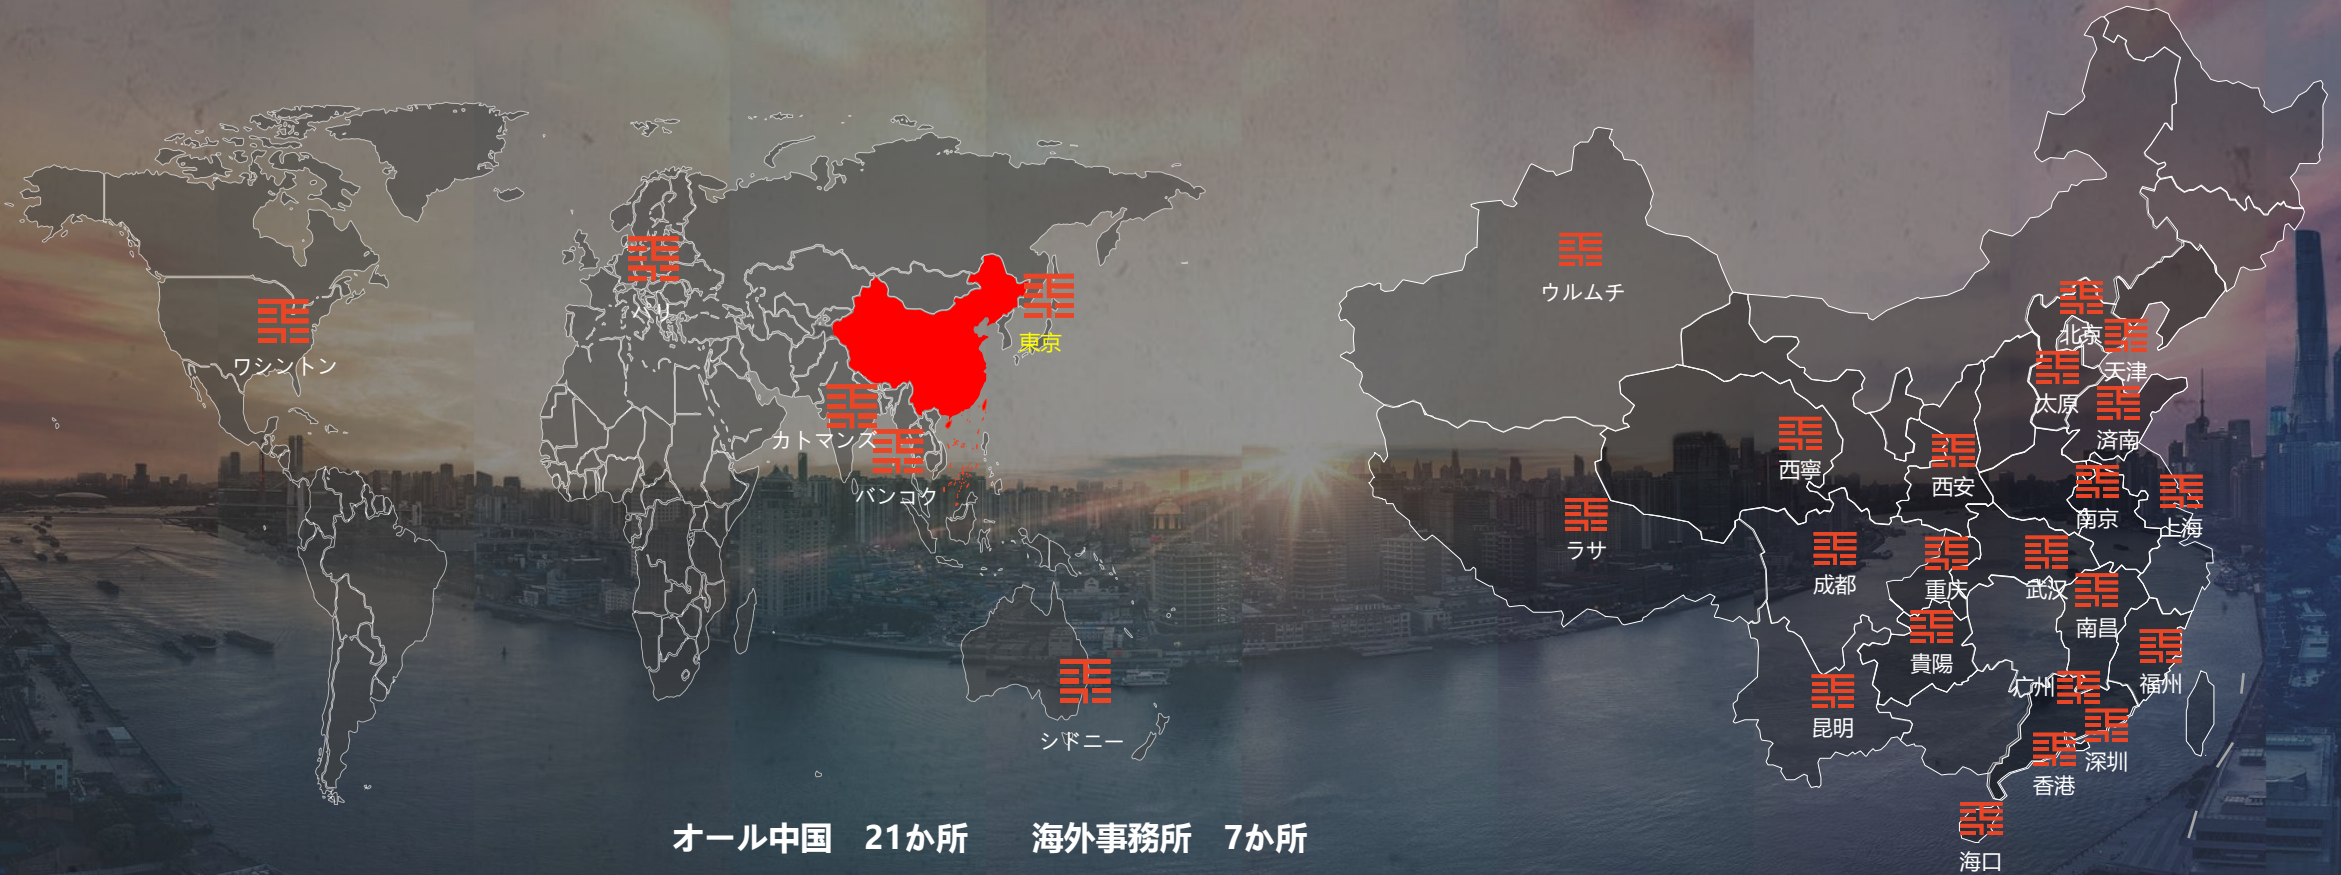 ワシントン
パリ
東京
カトマンズ
バンコク
シドニー
ウルムチ
北京
天津
太原
済南
西寧
西安
南京
上海
ラサ
成都
重庆
武汉
南昌
貴陽
福州
广州
昆明
深圳
香港
海口
オール中国 21か所 海外事務所 7か所